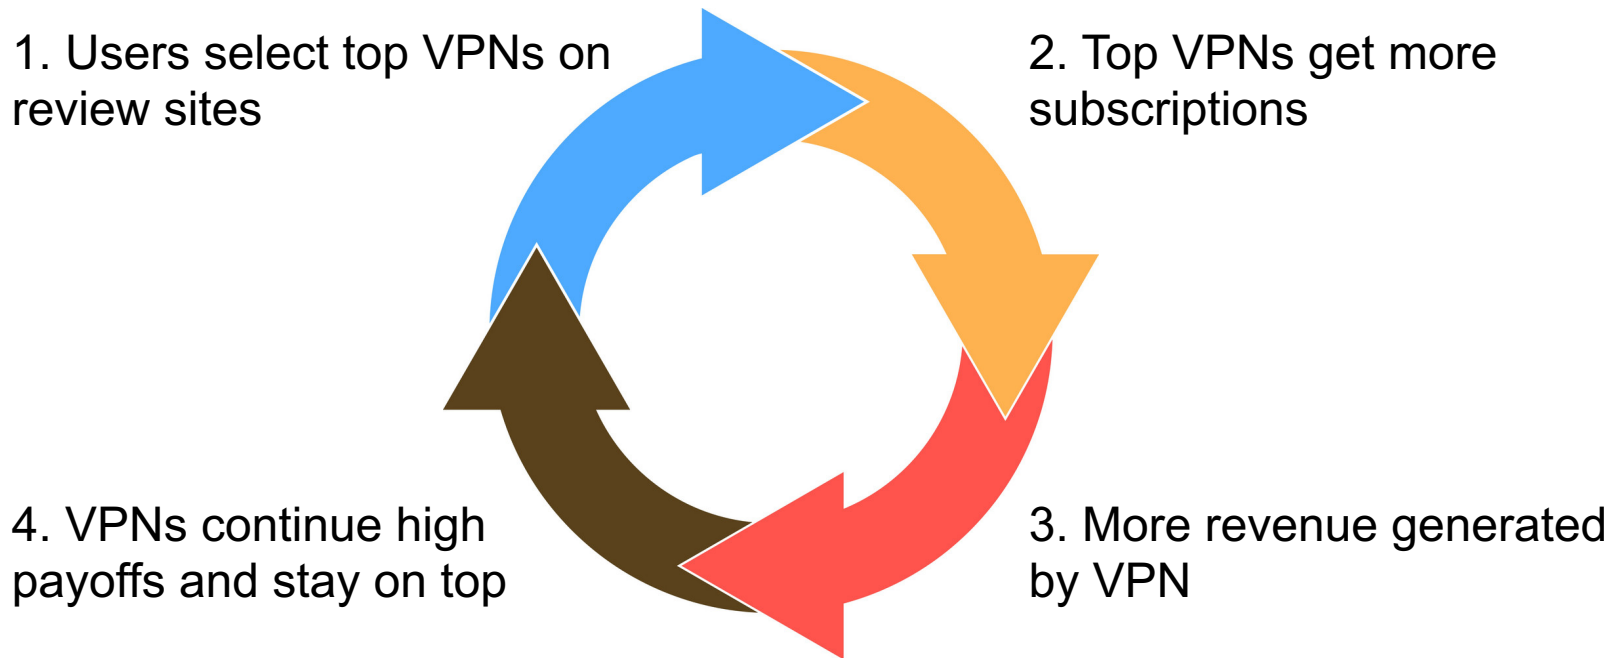 1. Users select top VPNs on
review sites
2. Top VPNs get more
subscriptions
3. More revenue generated
by VPN
4. VPNs continue high
payoffs and stay on top